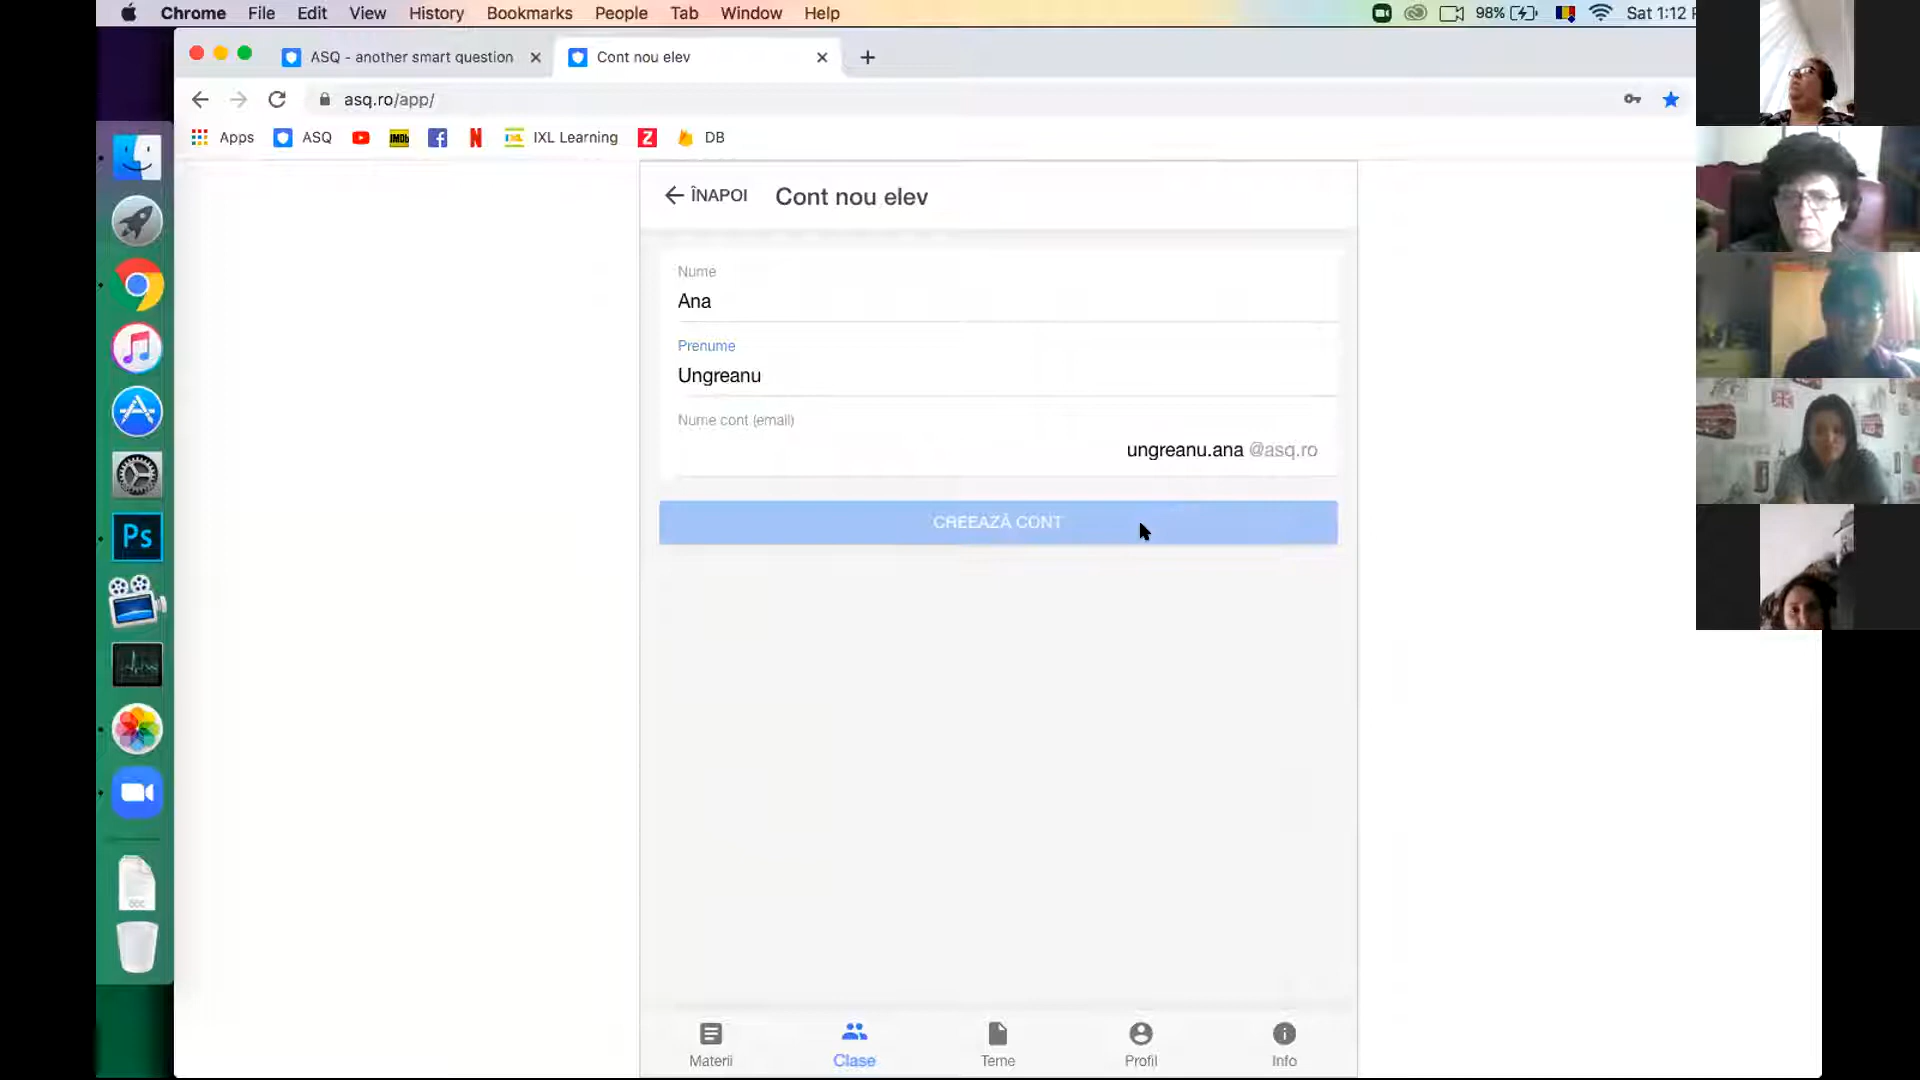 Chrome File Edit View History Bookmarks People Tab Window Help 98% Sat 1:12
ASQ - another smart question Cont nou elev
asq.ro/app/
Apps ASQ IMDb N IXL Learning Z DB
ÎNAPOI Cont nou elev
Nume
Ana
Prenume
Ungreanu
Nume cont (email)
ungreanu.ana @asq.ro
CREEAZĂ CONT
Ps
Materii Clase Teme Profil Info